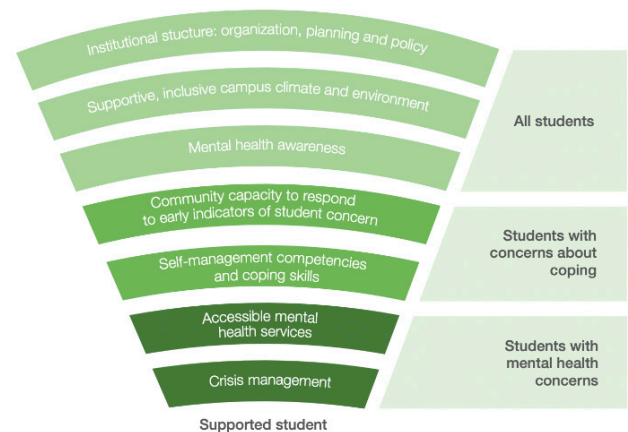 Institutional stucture: organization, planning and policy
Supportive, inclusive campus climate and environment
Mental health awareness
All students
Community capacity to respond
to early indicators of student concern
Self-management competencies
and coping skills
Students with
concerns about
coping
Accessible mental
health services
Crisis management
Students with
mental health
concerns
Supported student